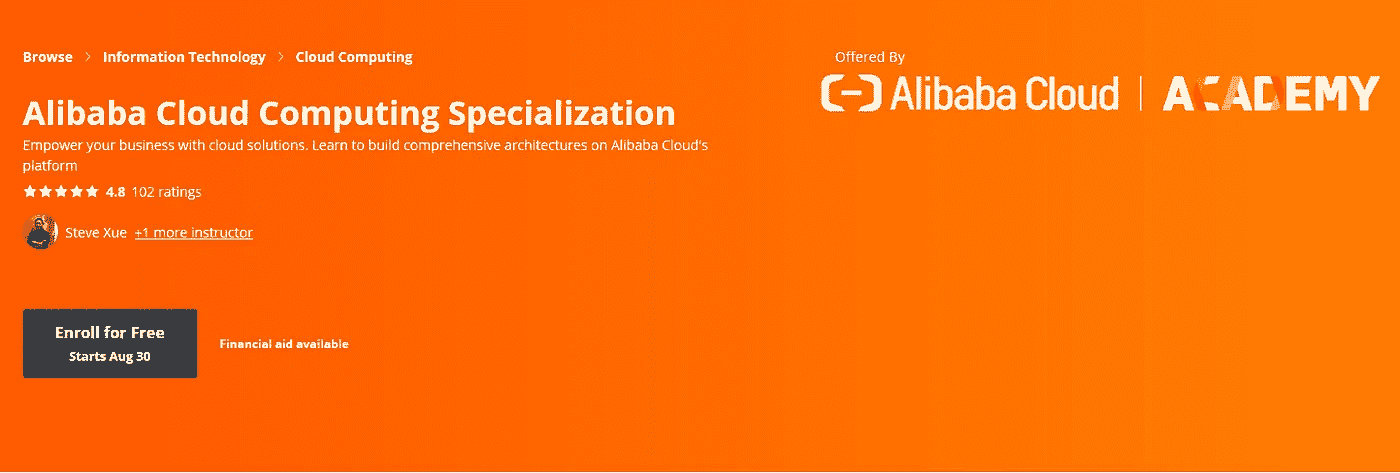 Browse > Information Technology > Cloud Computing
Offered By
Alibaba Cloud | ACADEMY
Alibaba Cloud Computing Specialization
Empower your business with cloud solutions. Learn to build comprehensive architectures on Alibaba Cloud's
platform
4.8 102 ratings
Steve Xue +1 more instructor
Enroll for Free
Starts Aug 30
Financial aid available